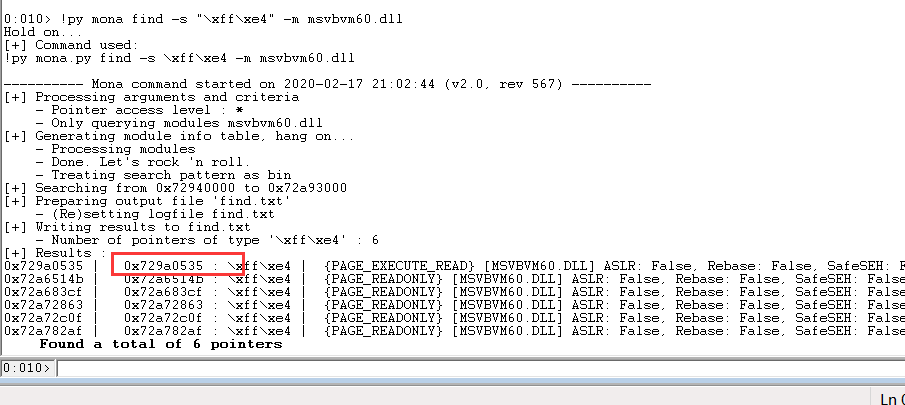 0:010> !py mona find -s "\xff\xe4" -m msvbvm60.dll
Hold on...
[+] Command used:
!py mona.py find -s \xff\xe4 -m msvbvm60.dll
---------- Mona command started on 2020-02-17 21:02:44 (v2.0, rev 567) ----------
[+] Processing arguments and criteria
- Pointer access level : *
- Only querying modules msvbvm60.dll
[+] Generating module info table, hang on...
- Processing modules
- Done. Let's rock 'n roll.
- Treating search pattern as bin
[+] Searching from 0x72940000 to 0x72a93000
[+] Preparing output file 'find.txt'
- (Re)setting logfile find.txt
[+] Writing results to find.txt
- Number of pointers of type '\xff\xe4' : 6
[+] Results :
0x729a0535 | 0x729a0535 : \xff\xe4 | {PAGE_EXECUTE_READ} [MSVBVM60.DLL] ASLR: False, Rebase: False, SafeSEH: F
0x72a6514b | 0x72a6514b : \xff\xe4 | {PAGE_READONLY} [MSVBVM60.DLL] ASLR: False, Rebase: False, SafeSEH: False
0x72a683cf | 0x72a683cf : \xff\xe4 | {PAGE_READONLY} [MSVBVM60.DLL] ASLR: False, Rebase: False, SafeSEH: False
0x72a72863 | 0x72a72863 : \xff\xe4 | {PAGE_READONLY} [MSVBVM60.DLL] ASLR: False, Rebase: False, SafeSEH: False
0x72a72c0f | 0x72a72c0f : \xff\xe4 | {PAGE_READONLY} [MSVBVM60.DLL] ASLR: False, Rebase: False, SafeSEH: False
0x72a782af | 0x72a782af : \xff\xe4 | {PAGE_READONLY} [MSVBVM60.DLL] ASLR: False, Rebase: False, SafeSEH: False
Found a total of 6 pointers
0:010>
Ln